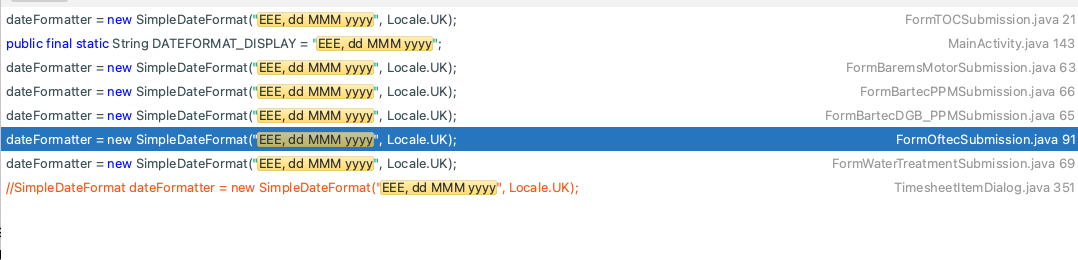 dateFormatter = new SimpleDateFormat("EEE, dd MMM yyyy", Locale.UK); FormTOCSubmission.java 21
public final static String DATEFORMAT_DISPLAY = "EEE, dd MMM yyyy"; MainActivity.java 143
dateFormatter = new SimpleDateFormat("EEE, dd MMM yyyy", Locale.UK); FormBaremsMotorSubmission.java 63
dateFormatter = new SimpleDateFormat("EEE, dd MMM yyyy", Locale.UK); FormBartecPPMSubmission.java 66
dateFormatter = new SimpleDateFormat("EEE, dd MMM yyyy", Locale.UK); FormBartecDGB_PPMSubmission.java 65
dateFormatter = new SimpleDateFormat("EEE, dd MMM yyyy", Locale.UK); FormOftecSubmission.java 91
dateFormatter = new SimpleDateFormat("EEE, dd MMM yyyy", Locale.UK); FormWaterTreatmentSubmission.java 69
//SimpleDateFormat dateFormatter = new SimpleDateFormat("EEE, dd MMM yyyy", Locale.UK); TimesheetItemDialog.java 351